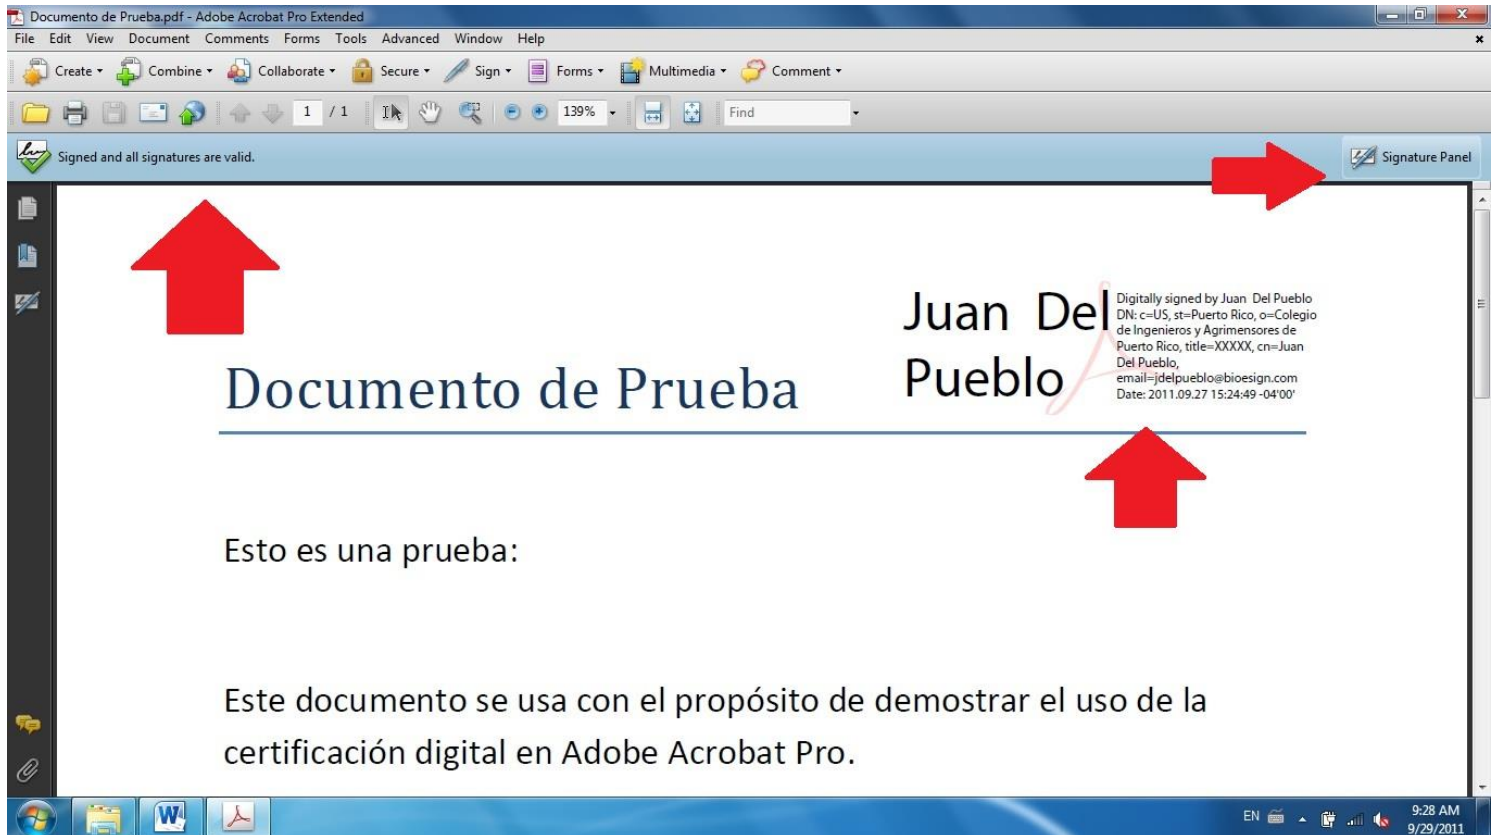 Documento de Prueba.pdf - Adobe Acrobat Pro Extended
File Edit View Document Comments Forms Tools Advanced Window Help
Create Combine Collaborate Secure Sign Forms Multimedia Comment
1 / 1 139% Find
Signed and all signatures are valid.
Signature Panel
Juan Del
Pueblo
Digitally signed by Juan Del Pueblo
DN: c=US, st=Puerto Rico, o=Colegio
de Ingenieros y Agrimensores de
Puerto Rico, title=XXXXX, cn=Juan
Del Pueblo,
email=jdelpueblo@bioesign.com
Date: 2011.09.27 15:24:49 -04'00'
Documento de Prueba
Esto es una prueba:
Este documento se usa con el propósito de demostrar el uso de la
certificación digital en Adobe Acrobat Pro.
EN
9:28 AM
9/29/2011